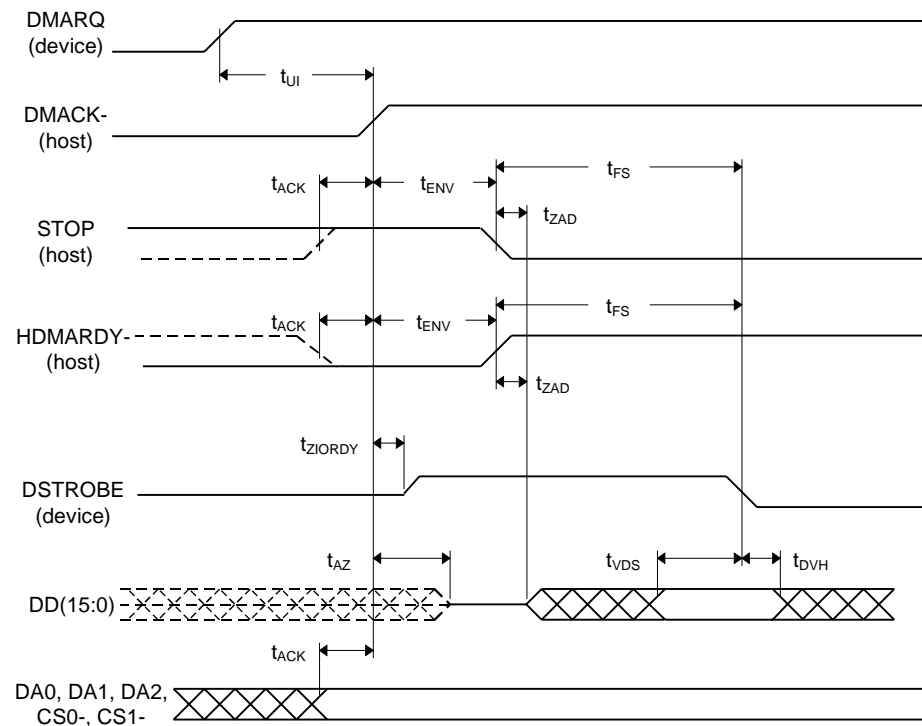 DMARQ
(device)
tUI
DMACK-
(host)
tFS
tACK
tENV
tZAD
STOP
(host)
tFS
tACK
tENV
HDMARDY-
(host)
tZAD
tZIORDY
DSTROBE
(device)
tAZ
tVDS
tDVH
DD(15:0)
tACK
DA0, DA1, DA2,
CS0-, CS1-